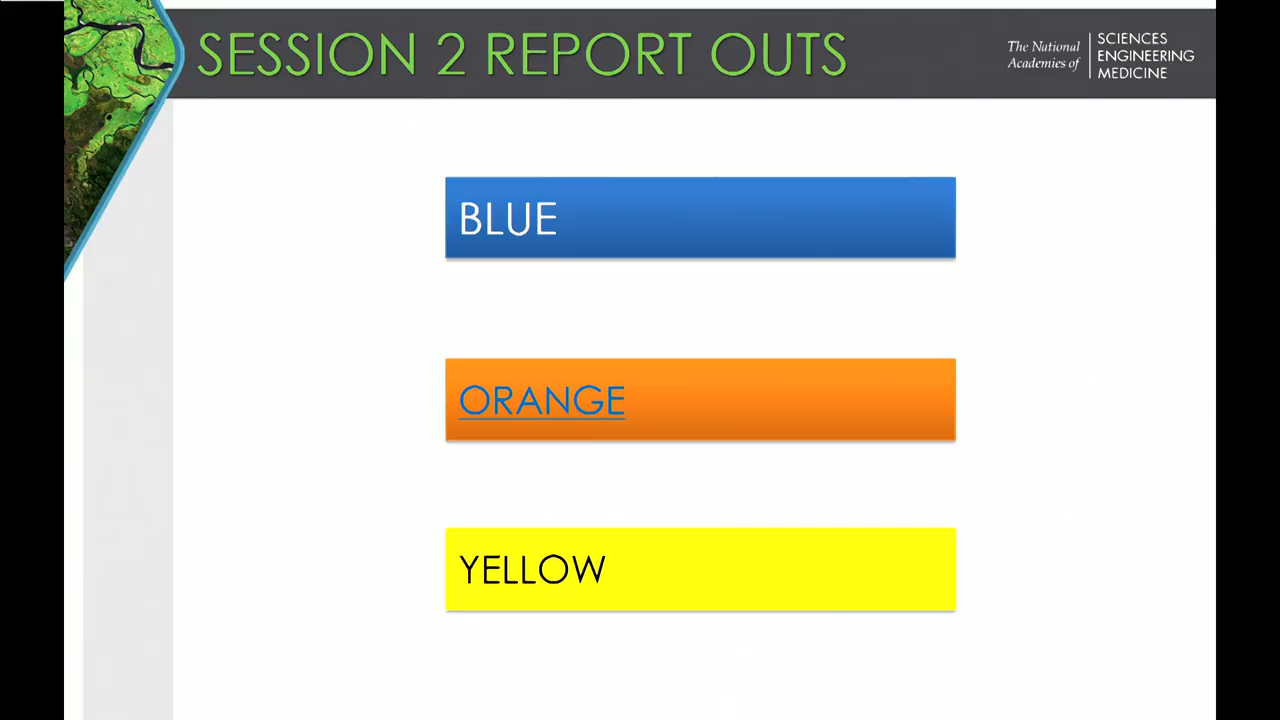 SESSION 2 REPORT OUTS
The National
Academies of
SCIENCES
ENGINEERING
MEDICINE
BLUE
ORANGE
YELLOW